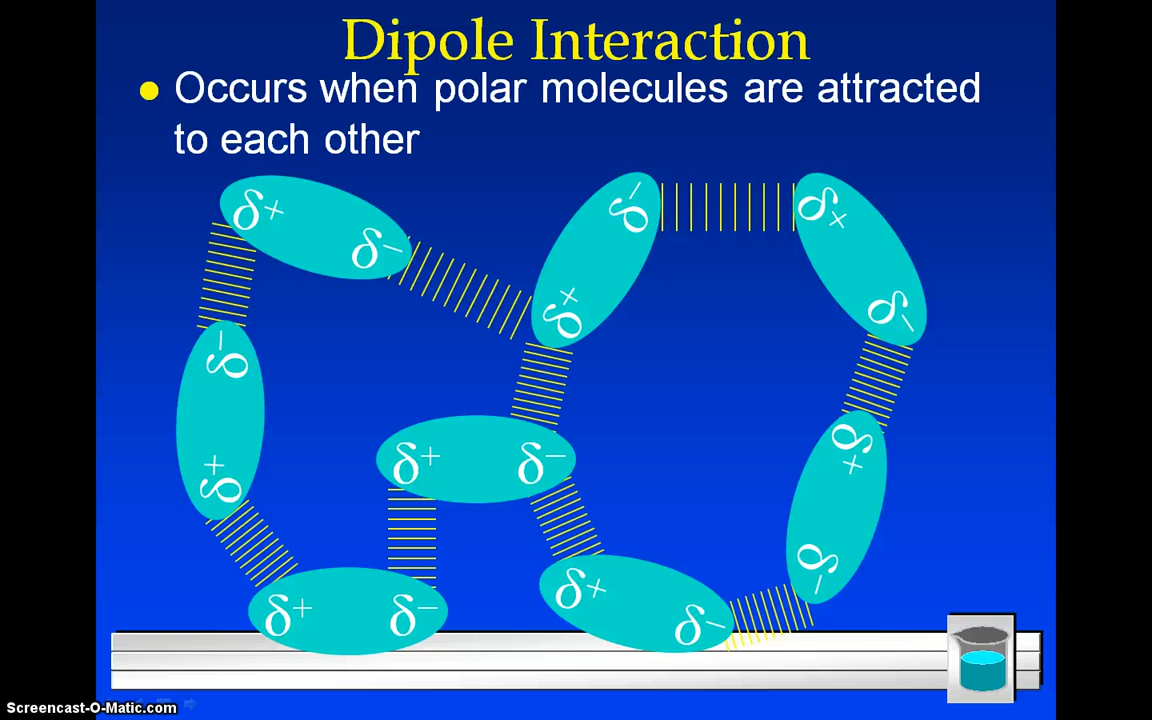 Dipole Interaction
Occurs when polar molecules are attracted
to each other
δ+
δ−
δ−
δ+
δ+
δ−
δ−
δ+
δ+
δ−
δ+
δ−
δ+
δ−
δ+
δ−
δ+
δ−
Screencast-O-Matic.com